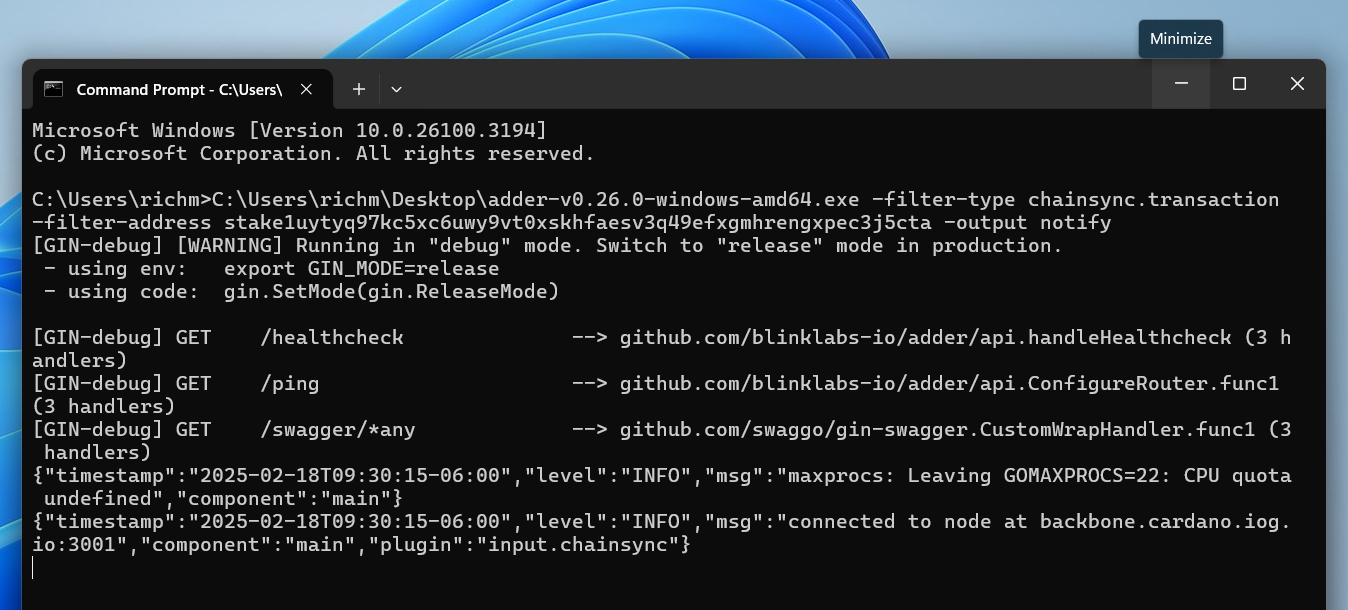 Minimize
Command Prompt - C:\Users\
Microsoft Windows [Version 10.0.26100.3194]
(c) Microsoft Corporation. All rights reserved.
C:\Users\richm>C:\Users\richm\Desktop\adder-v0.26.0-windows-amd64.exe -filter-type chainsync.transaction
-filter-address stake1uytyq97kc5xc6uwy9vt0xskhfaesv3q49efxgmhrengxpec3j5cta -output notify
[GIN-debug] [WARNING] Running in "debug" mode. Switch to "release" mode in production.
 - using env:   export GIN_MODE=release
 - using code:  gin.SetMode(gin.ReleaseMode)
[GIN-debug] GET    /healthcheck              --> github.com/blinklabs-io/adder/api.handleHealthcheck (3 h
andlers)
[GIN-debug] GET    /ping                     --> github.com/blinklabs-io/adder/api.ConfigureRouter.func1
(3 handlers)
[GIN-debug] GET    /swagger/*any             --> github.com/swaggo/gin-swagger.CustomWrapHandler.func1 (3
 handlers)
{"timestamp":"2025-02-18T09:30:15-06:00","level":"INFO","msg":"maxprocs: Leaving GOMAXPROCS=22: CPU quota
 undefined","component":"main"}
{"timestamp":"2025-02-18T09:30:15-06:00","level":"INFO","msg":"connected to node at backbone.cardano.iog.
io:3001","component":"main","plugin":"input.chainsync"}